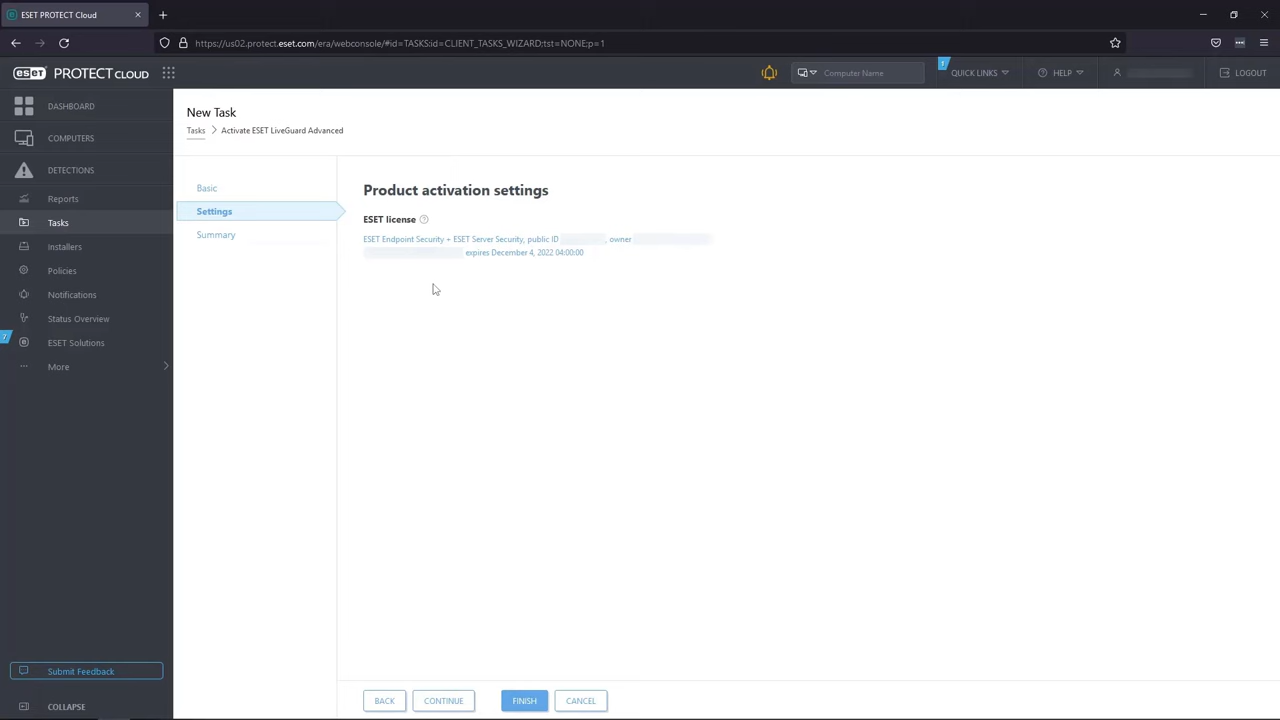 ESET PROTECT Cloud
https://us02.protect.eset.com/era/webconsole/#id=TASKS:id=CLIENT_TASKS_WIZARD;tst=NONE;p=1
eset PROTECT CLOUD
Computer Name
7
QUICK LINKS
HELP
LOGOUT
DASHBOARD
COMPUTERS
DETECTIONS
Reports
Tasks
Installers
Policies
Notifications
Status Overview
7
ESET Solutions
More
Submit Feedback
COLLAPSE
New Task
Tasks > Activate ESET LiveGuard Advanced
Basic
Settings
Summary
Product activation settings
ESET license ?
ESET Endpoint Security + ESET Server Security, public ID , owner
expires December 4, 2022 04:00:00
BACK
CONTINUE
FINISH
CANCEL